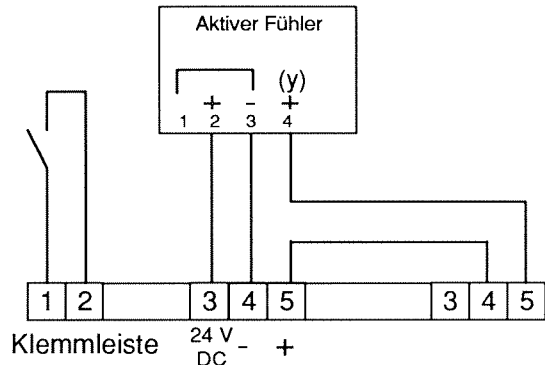 Aktiver Fühler
(y)
+ - +
1 2 3 4
1 2 3 4 5 3 4 5
Klemmleiste 24 V DC - +